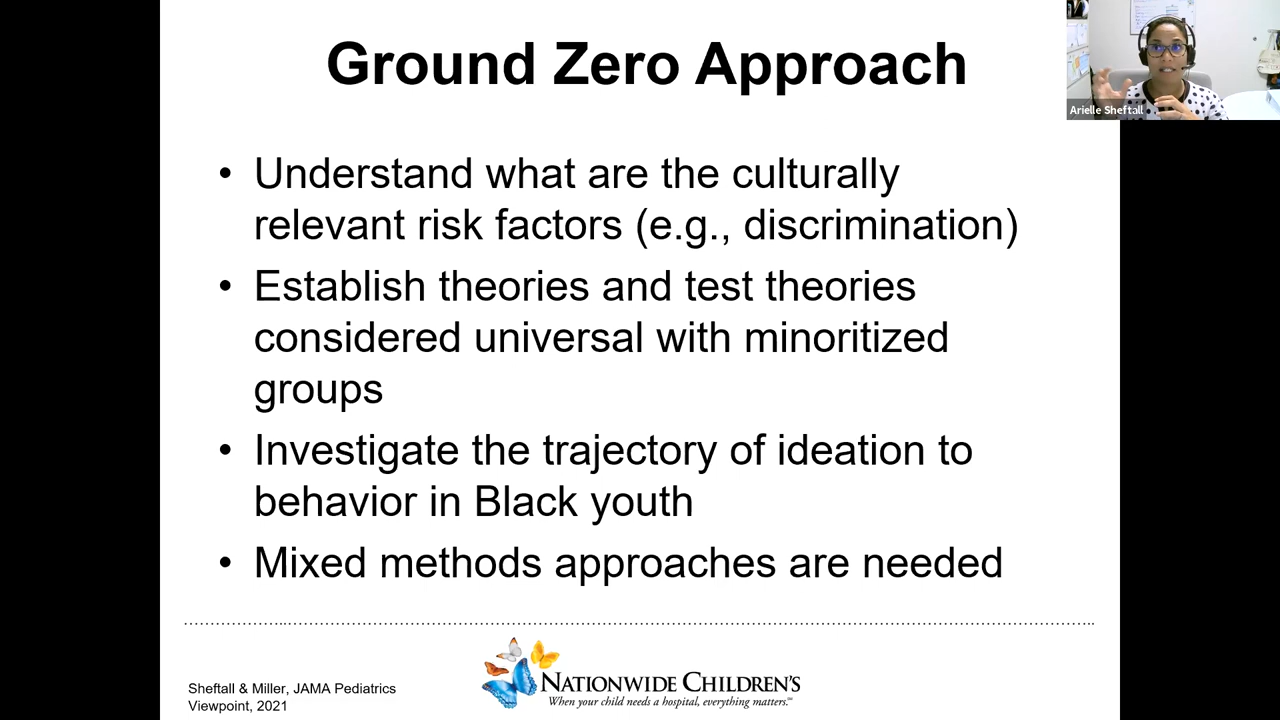 Ground Zero Approach
Arielle Sheftall
• Understand what are the culturally
relevant risk factors (e.g., discrimination)
• Establish theories and test theories
considered universal with minoritized
groups
• Investigate the trajectory of ideation to
behavior in Black youth
• Mixed methods approaches are needed
Sheftall & Miller, JAMA Pediatrics
Viewpoint, 2021
NATIONWIDE CHILDREN'S
When your child needs a hospital, everything matters.℠